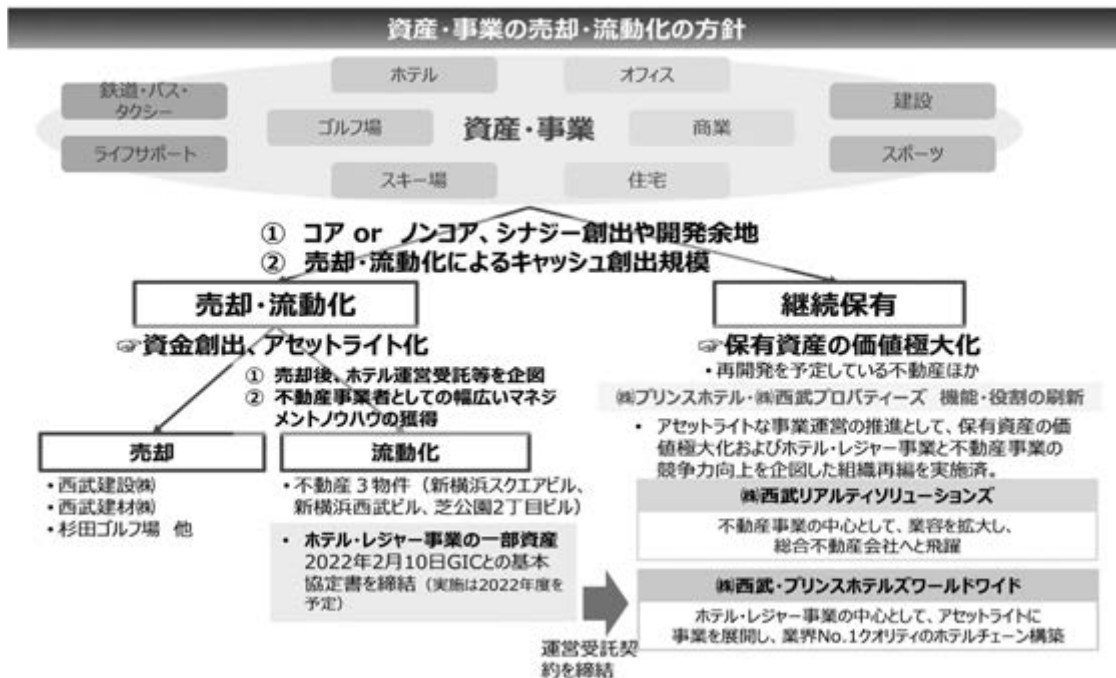 資産・事業の売却・流動化の方針
ホテル
オフィス
鉄道・バス・
タクシー
建設
ゴルフ場
資産・事業
商業
ライフサポート
スポーツ
スキー場
住宅
① コア or ノンコア、シナジー創出や開発余地
② 売却・流動化によるキャッシュ創出規模
売却・流動化
☞資金創出、アセットライト化
① 売却後、ホテル運営受託等を企図
② 不動産事業者としての幅広いマネジ
メントノウハウの獲得
売却
・西武建設㈱
・西武建材㈱
・杉田ゴルフ場 他
流動化
・不動産3物件（新横浜スクエアビル、
新横浜西武ビル、芝公園2丁目ビル）
・ホテル・レジャー事業の一部資産
2022年2月10日GICとの基本
協定書を締結（実施は2022年度を
予定）
運営受託契
約を締結
継続保有
☞保有資産の価値極大化
・再開発を予定している不動産ほか
㈱プリンスホテル・㈱西武プロパティーズ 機能・役割の刷新
・アセットライトな事業運営の推進として、保有資産の価
値極大化およびホテル・レジャー事業と不動産事業の
競争力向上を企図した組織再編を実施済。
㈱西武リアルティソリューションズ
不動産事業の中心として、業容を拡大し、
総合不動産会社へと飛躍
㈱西武・プリンスホテルズワールドワイド
ホテル・レジャー事業の中心として、アセットライトに
事業を展開し、業界No.1クオリティのホテルチェーン構築